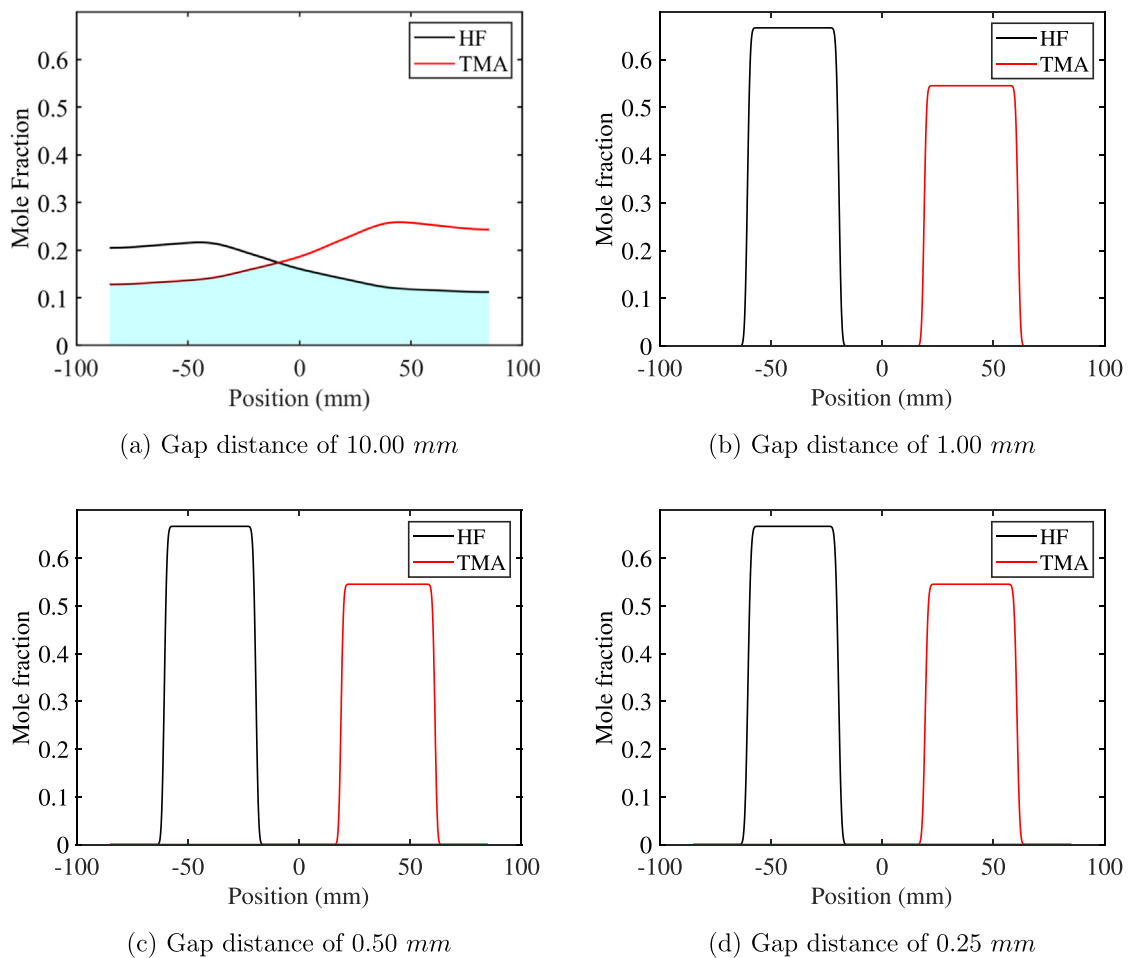 HF
TMA
Mole Fraction
0.6
0.5
0.4
0.3
0.2
0.1
0
-100 -50 0 50 100
Position (mm)
(a) Gap distance of 10.00 mm
HF
TMA
Mole fraction
0.6
0.5
0.4
0.3
0.2
0.1
0
-100 -50 0 50 100
Position (mm)
(b) Gap distance of 1.00 mm
HF
TMA
Mole fraction
0.6
0.5
0.4
0.3
0.2
0.1
0
-100 -50 0 50 100
Position (mm)
(c) Gap distance of 0.50 mm
HF
TMA
Mole fraction
0.6
0.5
0.4
0.3
0.2
0.1
0
-100 -50 0 50 100
Position (mm)
(d) Gap distance of 0.25 mm